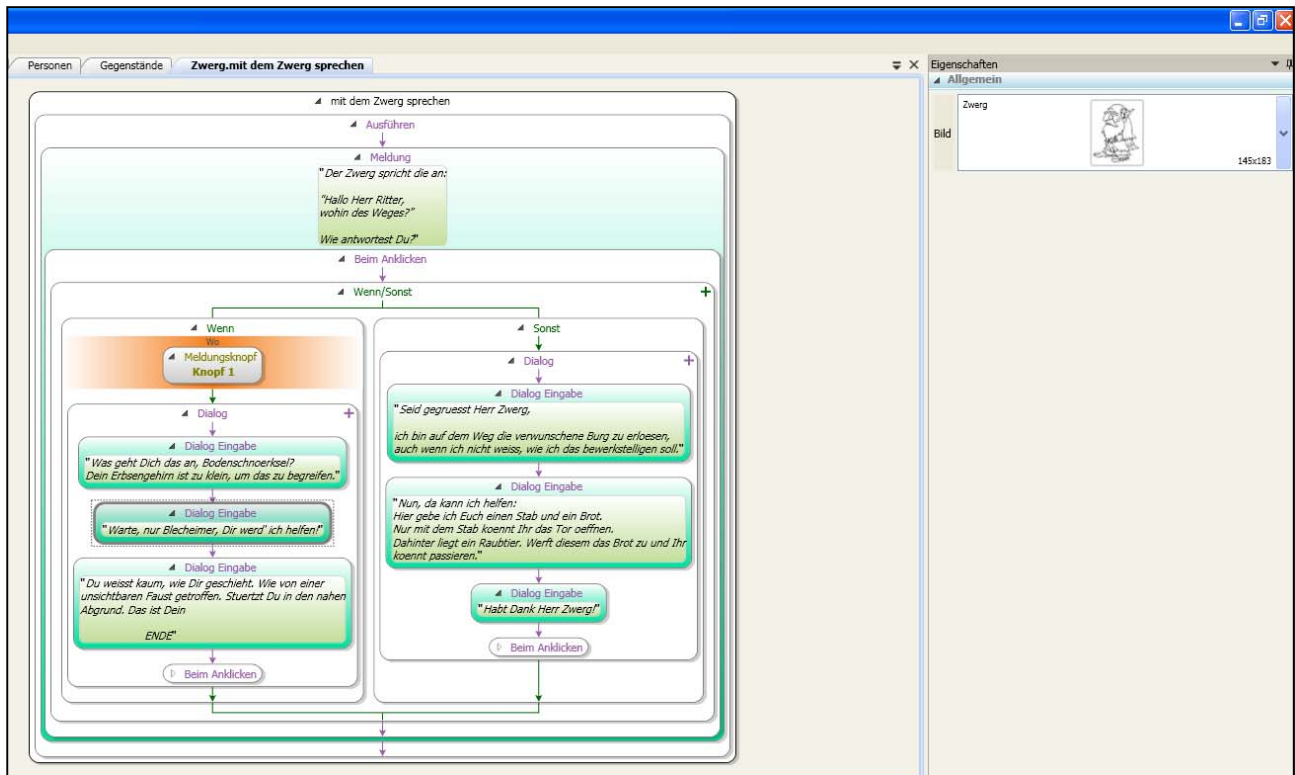 Personen
Gegenstände
Zwerg.mit dem Zwerg sprechen
Eigenschaften
Allgemein
Bild
Zwerg
145x183
mit dem Zwerg sprechen
Ausführen
Meldung
"Der Zwerg spricht die an:
"Hallo Herr Ritter,
wohin des Weges?"
Wie antwortest Du?"
Beim Anklicken
Wenn/Sonst
Wenn
Wo
Meldungsknopf
Knopf 1
Dialog
Dialog Eingabe
"Was geht Dich das an, Bodenschnoerksel?
Dein Erbsengehirn ist zu klein, um das zu begreifen."
Dialog Eingabe
"Warte, nur Blecheimer, Dir werd' ich helfen!"
Dialog Eingabe
"Du weisst kaum, wie Dir geschieht. Wie von einer
unsichtbaren Faust getroffen. Stuertzt Du in den nahen
Abgrund. Das ist Dein
ENDE"
Beim Anklicken
Sonst
Dialog
Dialog Eingabe
"Seid gegruesst Herr Zwerg,
ich bin auf dem Weg die verwunschene Burg zu erloesen,
auch wenn ich nicht weiss, wie ich das bewerkstelligen soll."
Dialog Eingabe
"Nun, da kann ich helfen:
Hier gebe ich Euch einen Stab und ein Brot.
Nur mit dem Stab koennt Ihr das Tor oeffnen.
Dahinter liegt ein Raubtier. Werft diesem das Brot zu und Ihr
koennt passieren."
Dialog Eingabe
"Habt Dank Herr Zwerg!"
Beim Anklicken